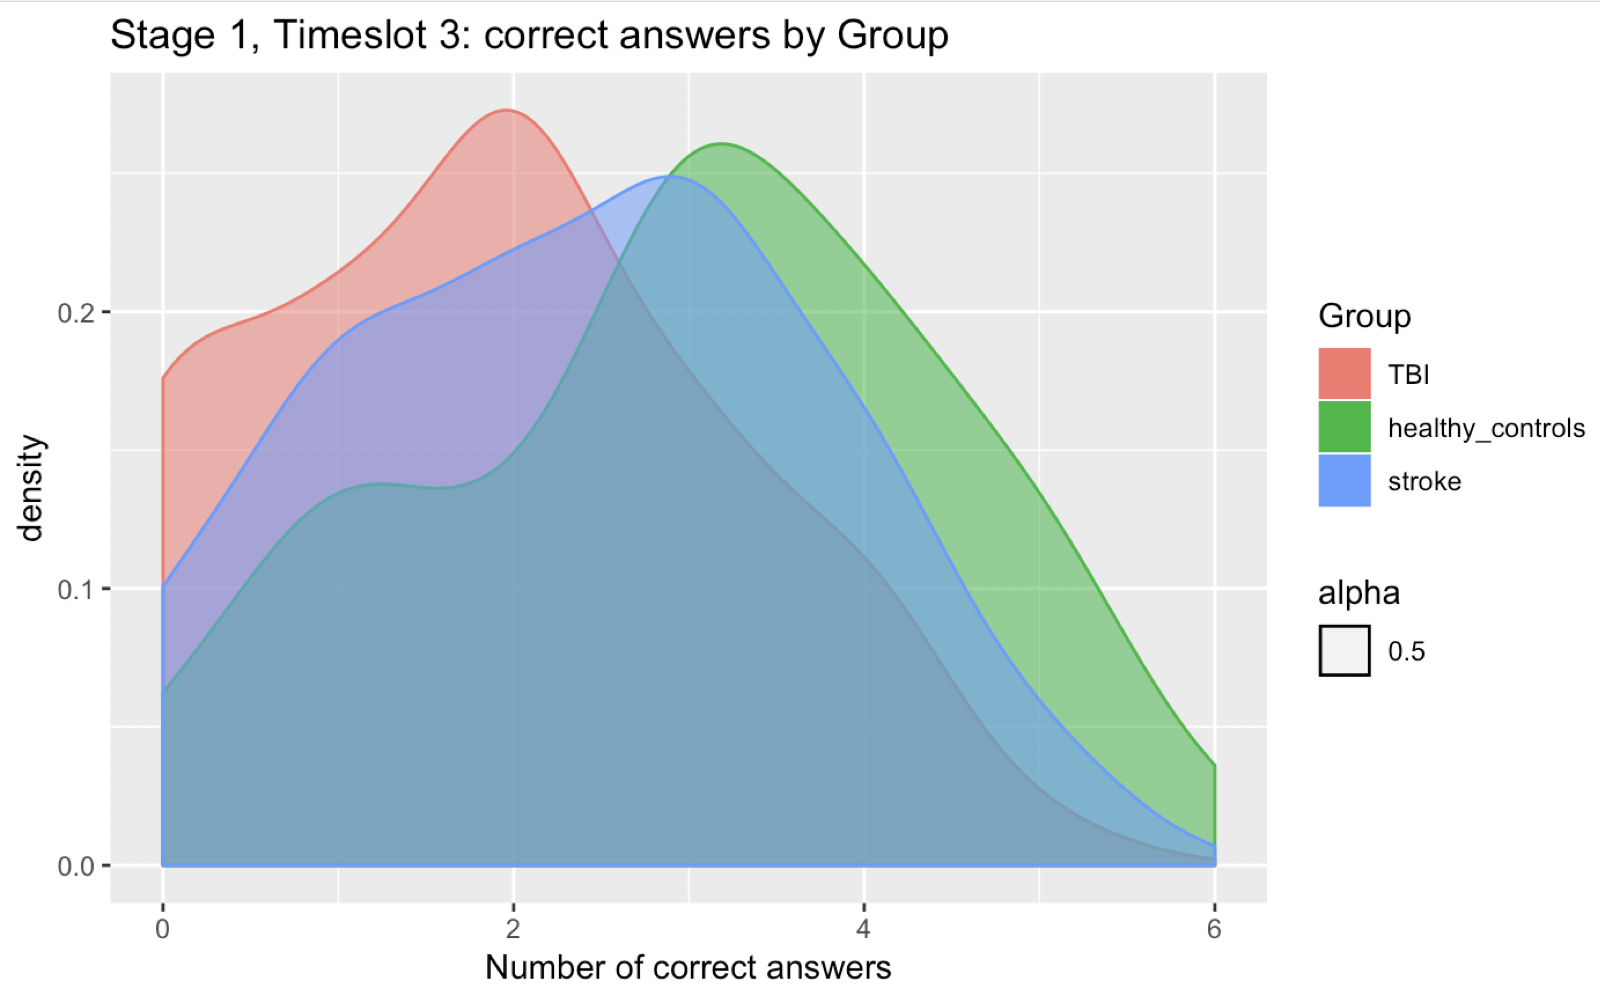 Stage 1, Timeslot 3: correct answers by Group
density
0.2
0.1
0.0
0 2 4 6
Number of correct answers
Group
TBI
healthy_controls
stroke
alpha
0.5